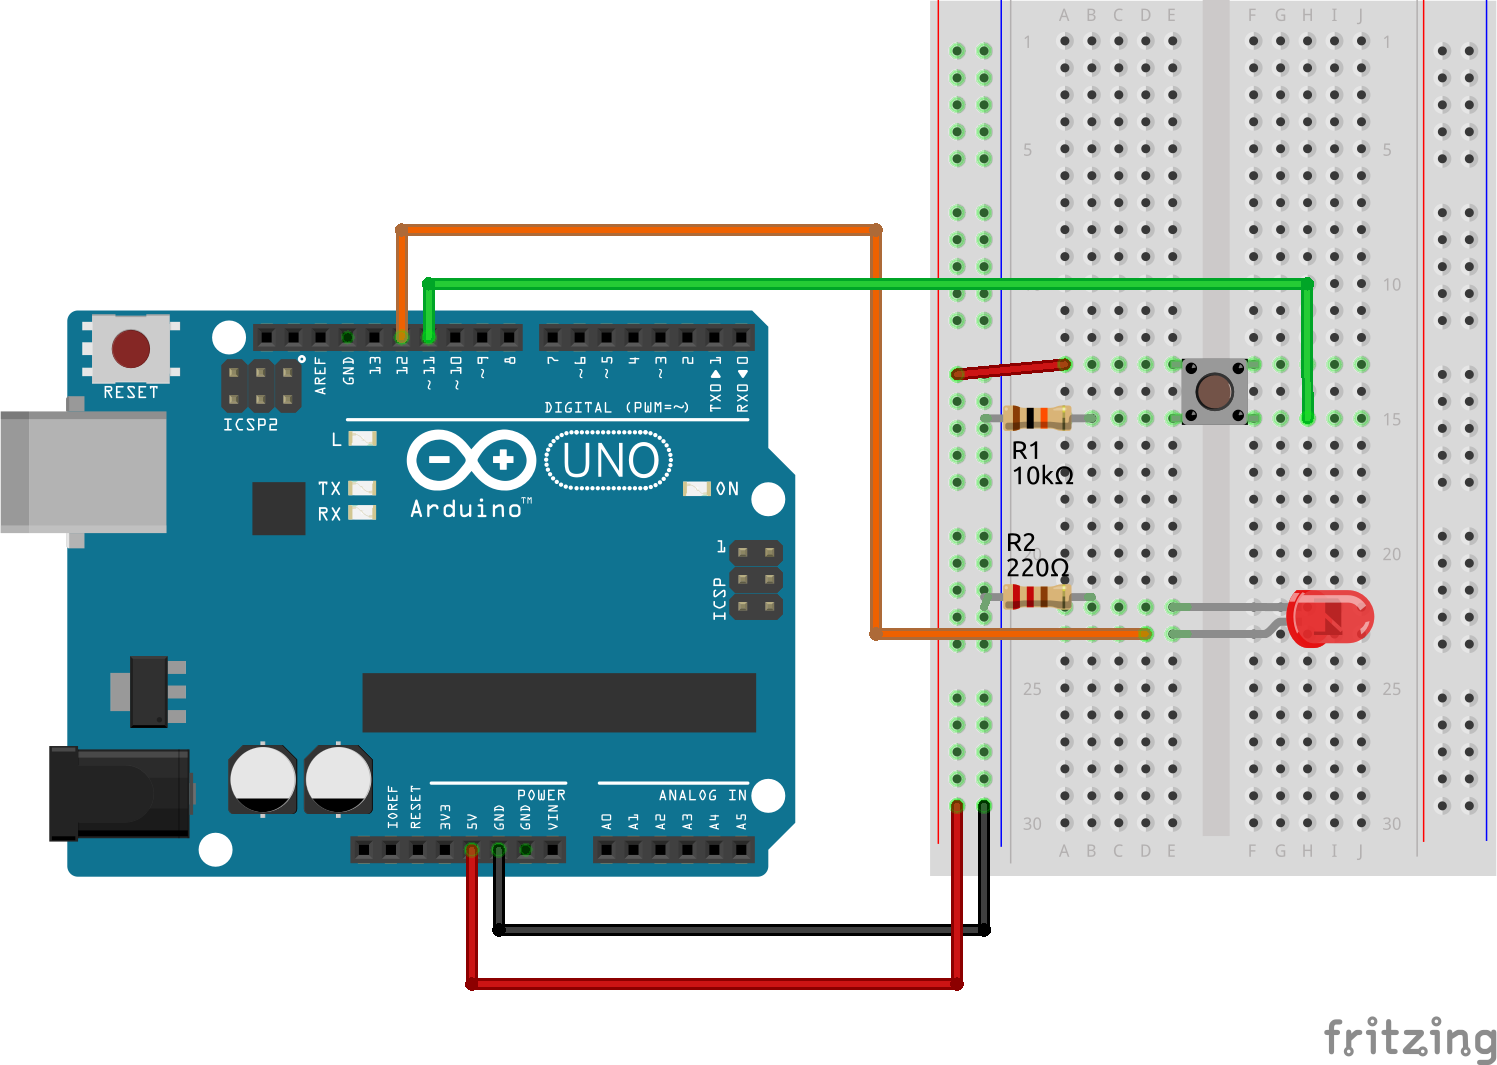 A B C D E F G H I J
1 1
5 5
10
15
20 20
25 25
30 30
A B C D E F G H I J
RESET
ICSP2
AREF
GND
13
12
~11
~10
~9
8
7
~6
~5
4
~3
2
TX0▶1
RX0◀0
DIGITAL (PWM=~)
L
TX
RX
UNO
Arduino™
ON
1
ICSP
R1
10kΩ
R2
220Ω
IOREF
RESET
3V3
5V
GND
GND
VIN
POWER
ANALOG IN
A0
A1
A2
A3
A4
A5
fritzing